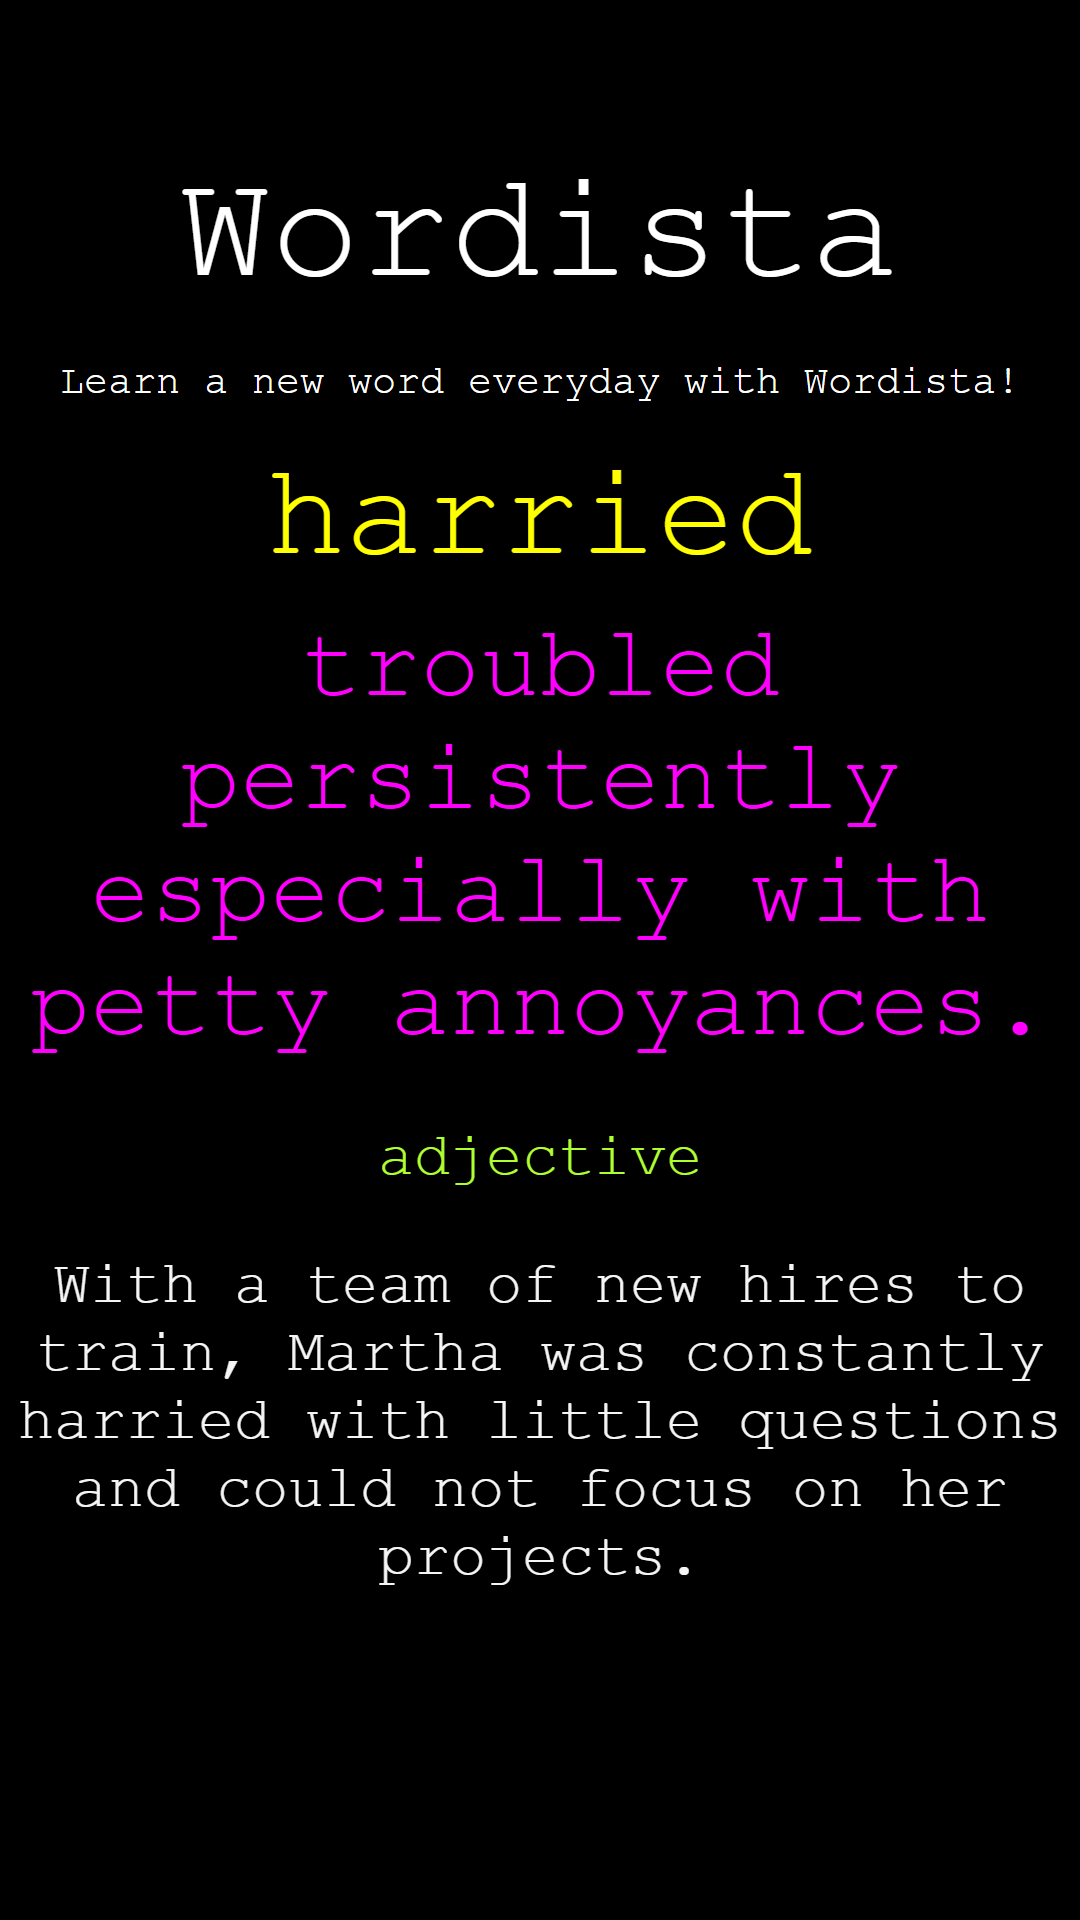 Wordista
Learn a new word everyday with Wordista!
harried
troubled
persistently
especially with
petty annoyances.
adjective
With a team of new hires to
train, Martha was constantly
harried with little questions
and could not focus on her
projects.